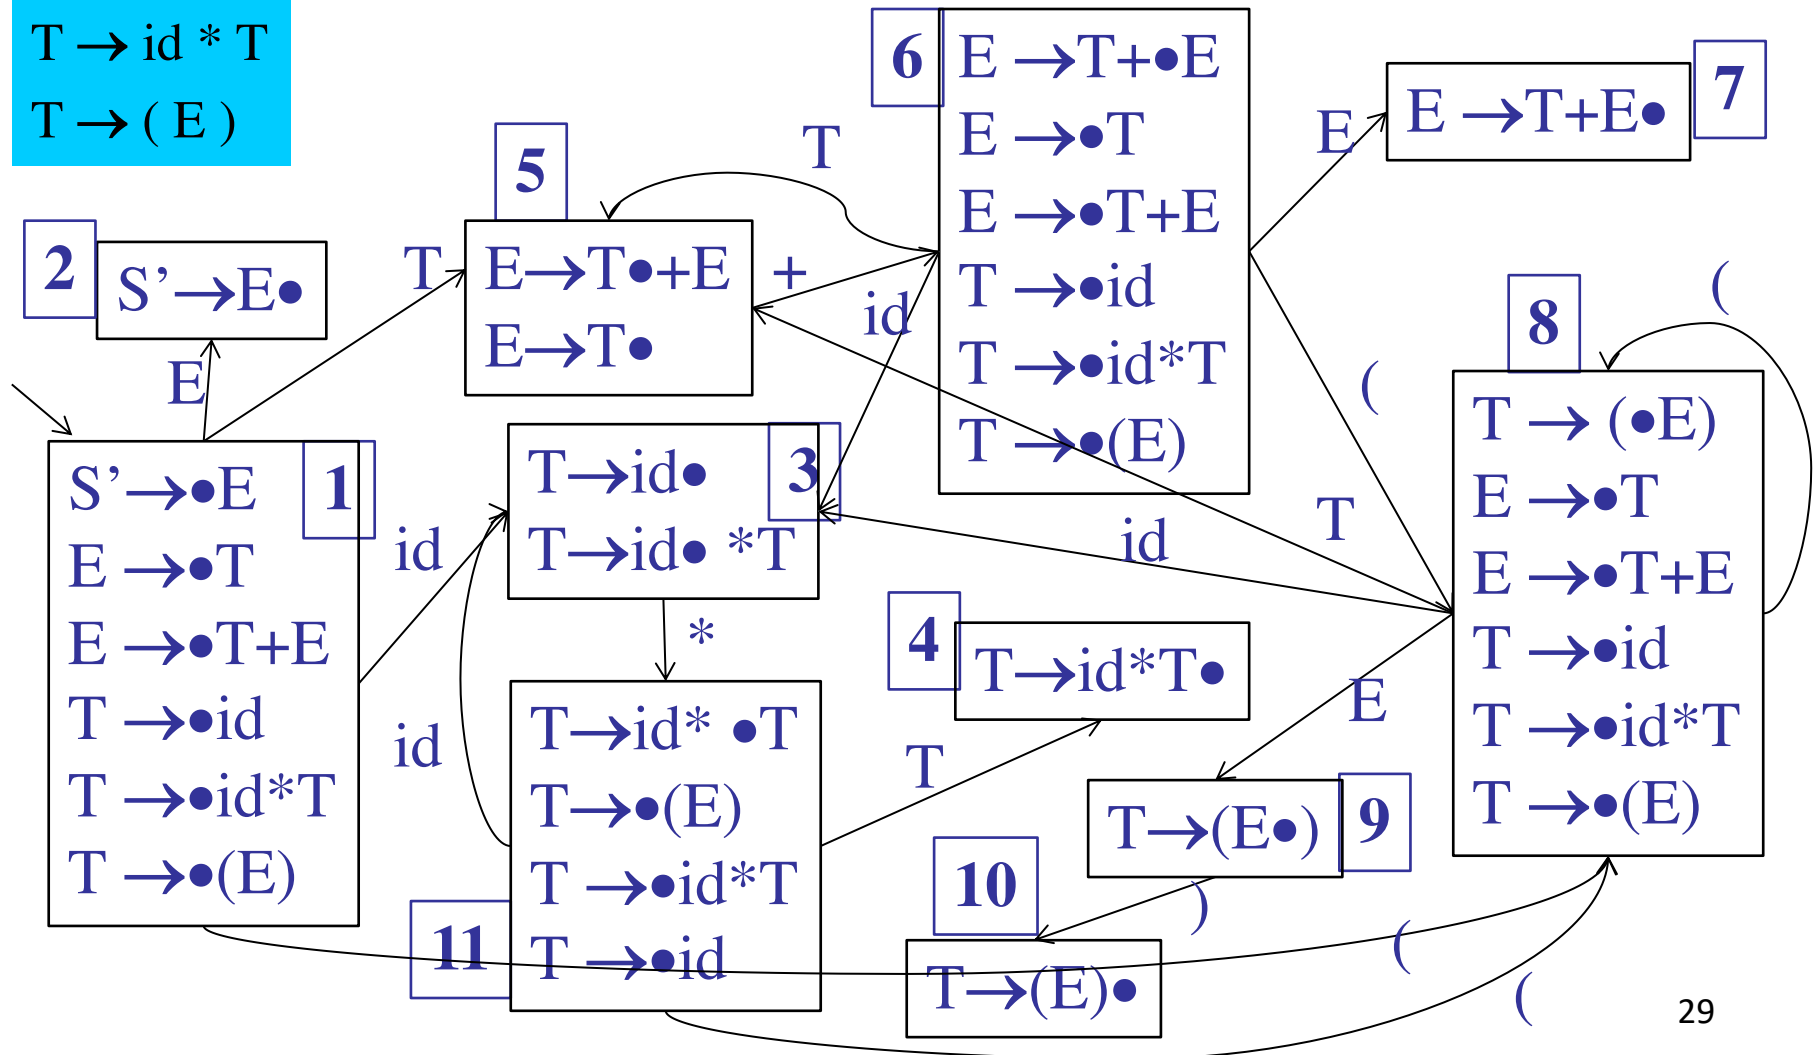 T → id * T
T → ( E )
6
E →T+●E
E →●T
E →●T+E
T →●id
T →●id*T
T →●(E)
E
E →T+E●
7
T
5
E→T●+E
E→T●
T
+
id
2
S’→E●
E
(
8
T → (●E)
E →●T
E →●T+E
T →●id
T →●id*T
T →●(E)
(
1
S’→●E
E →●T
E →●T+E
T →●id
T →●id*T
T →●(E)
id
3
T→id●
T→id● *T
id
T
*
4
T→id*T●
T
E
id
11
T→id* ●T
T→●(E)
T →●id*T
T →●id
T→(E●)
9
)
10
T→(E)●
(
(
29